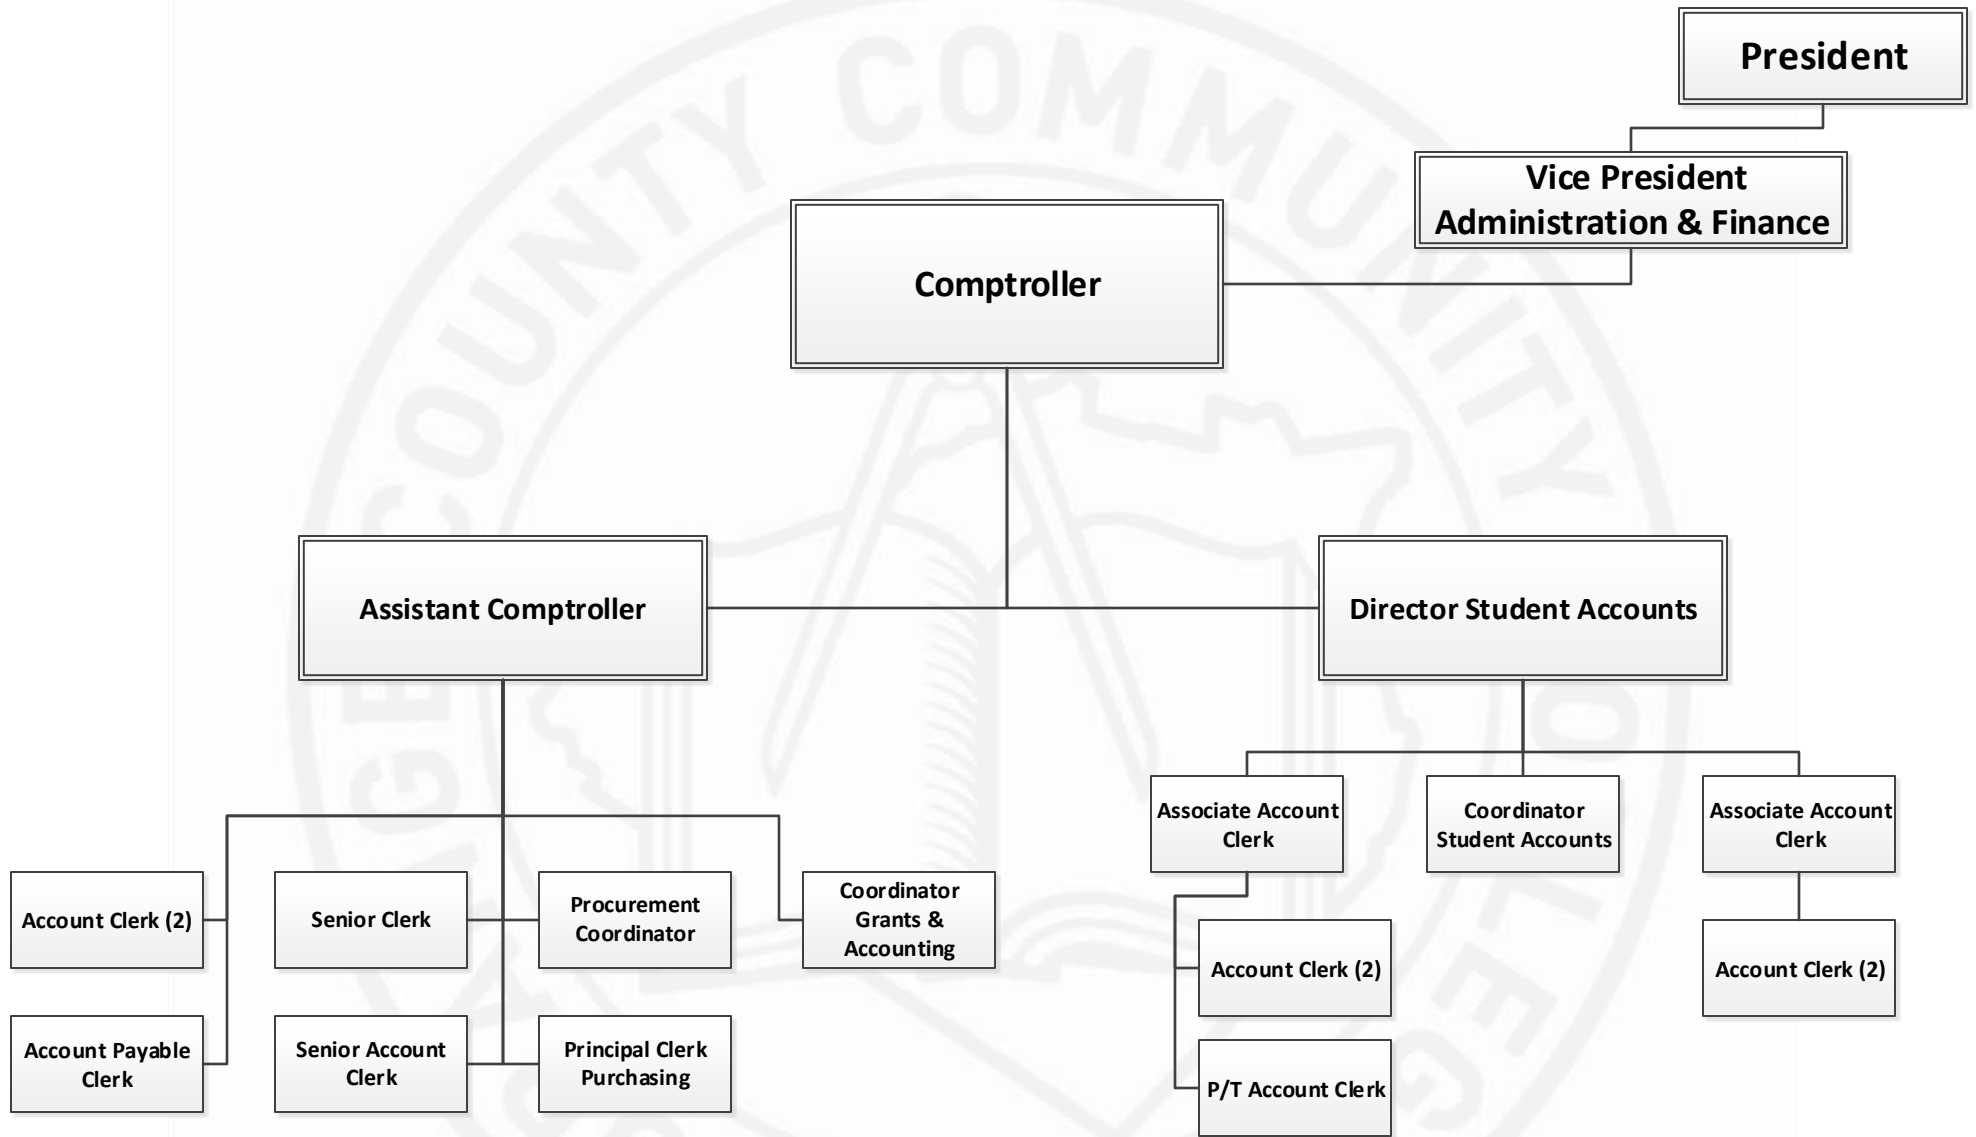 President
Vice President
Administration & Finance
Comptroller
Assistant Comptroller
Director Student Accounts
Associate Account
Clerk
Coordinator
Student Accounts
Associate Account
Clerk
Account Clerk (2)
Senior Clerk
Procurement
Coordinator
Coordinator
Grants &
Accounting
Account Clerk (2)
Account Clerk (2)
Account Payable
Clerk
Senior Account
Clerk
Principal Clerk
Purchasing
P/T Account Clerk
COUNTY COMMUNITY